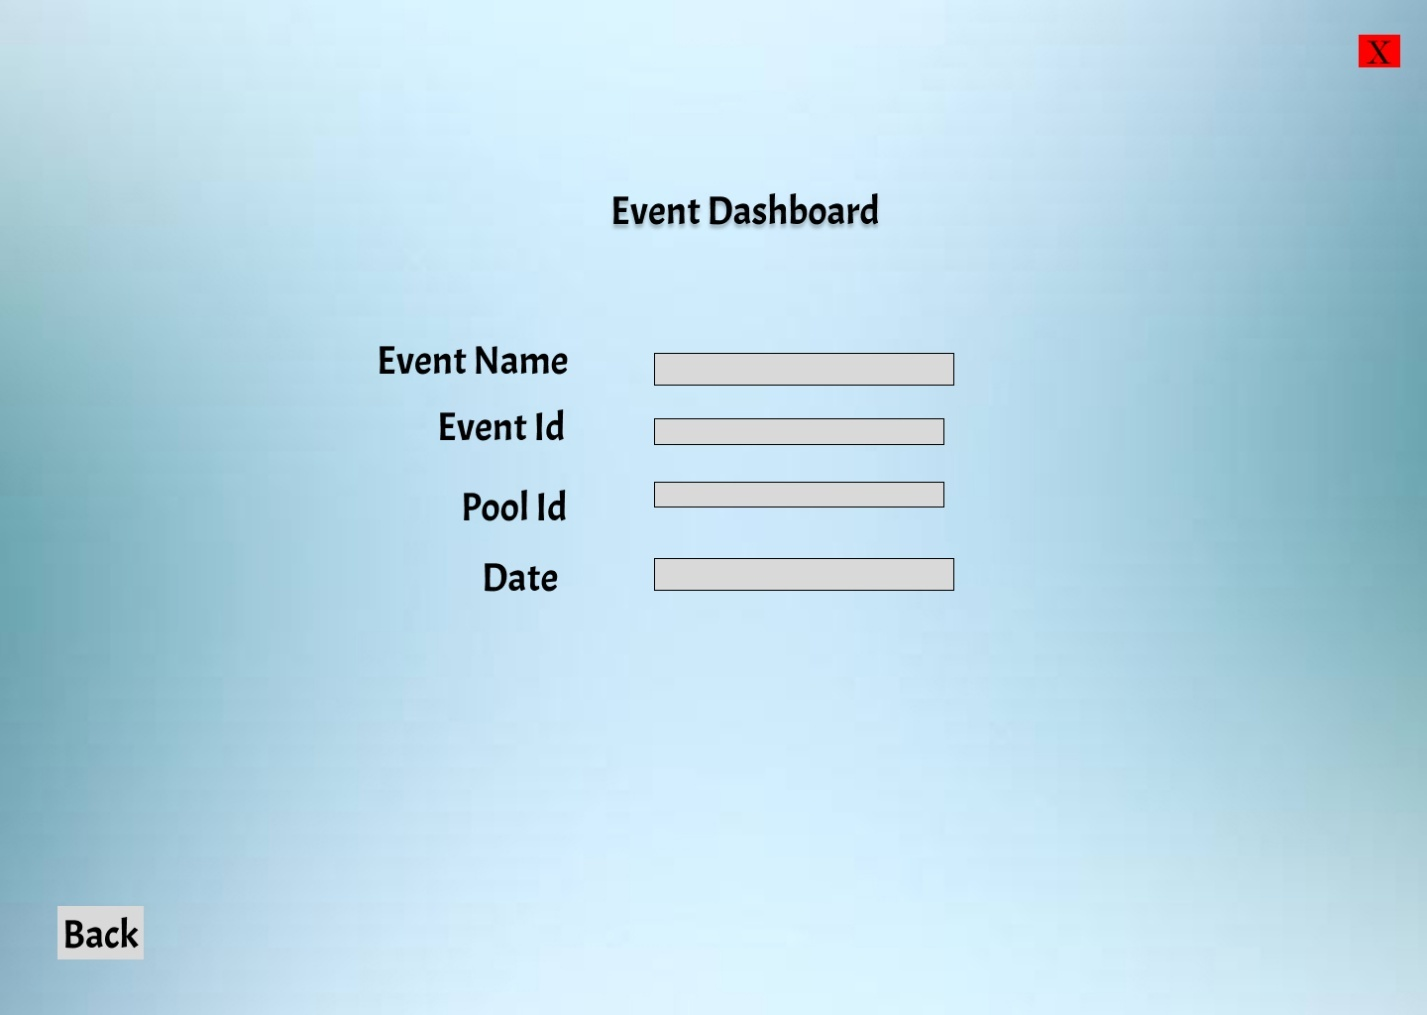 X
Event Dashboard
Event Name
Event Id
Pool Id
Date
Back